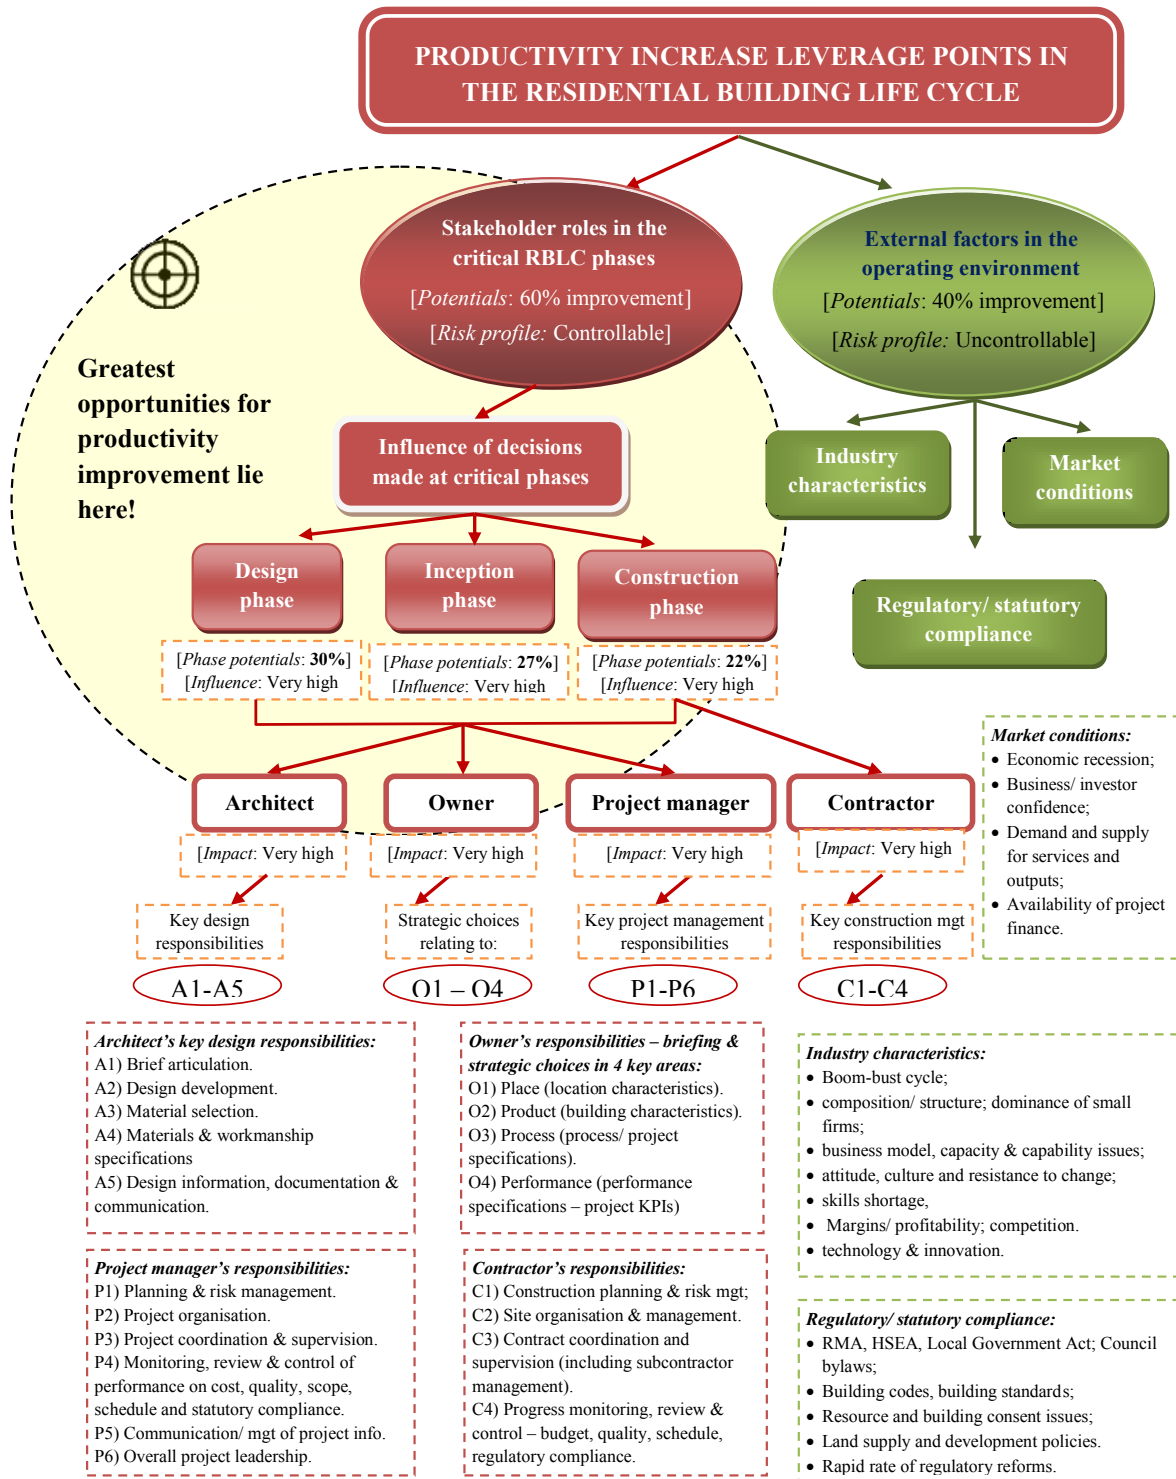 PRODUCTIVITY INCREASE LEVERAGE POINTS IN
THE RESIDENTIAL BUILDING LIFE CYCLE
Stakeholder roles in the
critical RBLC phases
[Potentials: 60% improvement]
[Risk profile: Controllable]
External factors in the
operating environment
[Potentials: 40% improvement]
[Risk profile: Uncontrollable]
Greatest
opportunities for
productivity
improvement lie
here!
Influence of decisions
made at critical phases
Industry
characteristics
Market
conditions
Design
phase
Inception
phase
Construction
phase
Regulatory/ statutory
compliance
[Phase potentials: 30%]
[Influence: Very high
[Phase potentials: 27%]
[Influence: Very high
[Phase potentials: 22%]
[Influence: Very high
Architect
Owner
Project manager
Contractor
[Impact: Very high
[Impact: Very high
[Impact: Very high
[Impact: Very high
Key design
responsibilities
Strategic choices
relating to:
Key project management
responsibilities
Key construction mgt
responsibilities
A1-A5
O1 – O4
P1-P6
C1-C4
Market conditions:
• Economic recession;
• Business/ investor
confidence;
• Demand and supply
for services and
outputs;
• Availability of project
finance.
Architect's key design responsibilities:
A1) Brief articulation.
A2) Design development.
A3) Material selection.
A4) Materials & workmanship
specifications
A5) Design information, documentation &
communication.
Owner's responsibilities – briefing &
strategic choices in 4 key areas:
O1) Place (location characteristics).
O2) Product (building characteristics).
O3) Process (process/ project
specifications).
O4) Performance (performance
specifications – project KPIs)
Industry characteristics:
• Boom-bust cycle;
• composition/ structure; dominance of small
firms;
• business model, capacity & capability issues;
• attitude, culture and resistance to change;
• skills shortage,
• Margins/ profitability; competition.
• technology & innovation.
Project manager's responsibilities:
P1) Planning & risk management.
P2) Project organisation.
P3) Project coordination & supervision.
P4) Monitoring, review & control of
performance on cost, quality, scope,
schedule and statutory compliance.
P5) Communication/ mgt of project info.
P6) Overall project leadership.
Contractor's responsibilities:
C1) Construction planning & risk mgt;
C2) Site organisation & management.
C3) Contract coordination and
supervision (including subcontractor
management).
C4) Progress monitoring, review &
control – budget, quality, schedule,
regulatory compliance.
Regulatory/ statutory compliance:
• RMA, HSEA, Local Government Act; Council
bylaws;
• Building codes, building standards;
• Resource and building consent issues;
• Land supply and development policies.
• Rapid rate of regulatory reforms.